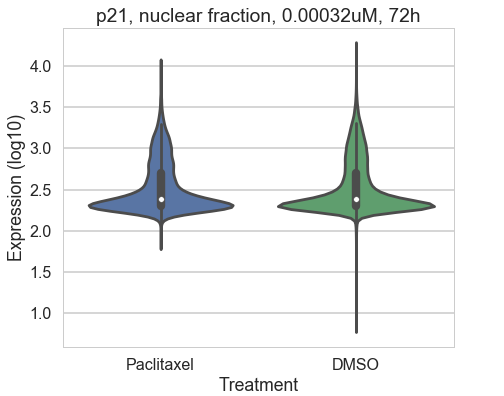 p21, nuclear fraction, 0.00032uM, 72h
Expression (log10)
4.0
3.5
3.0
2.5
2.0
1.5
1.0
Paclitaxel DMSO
Treatment